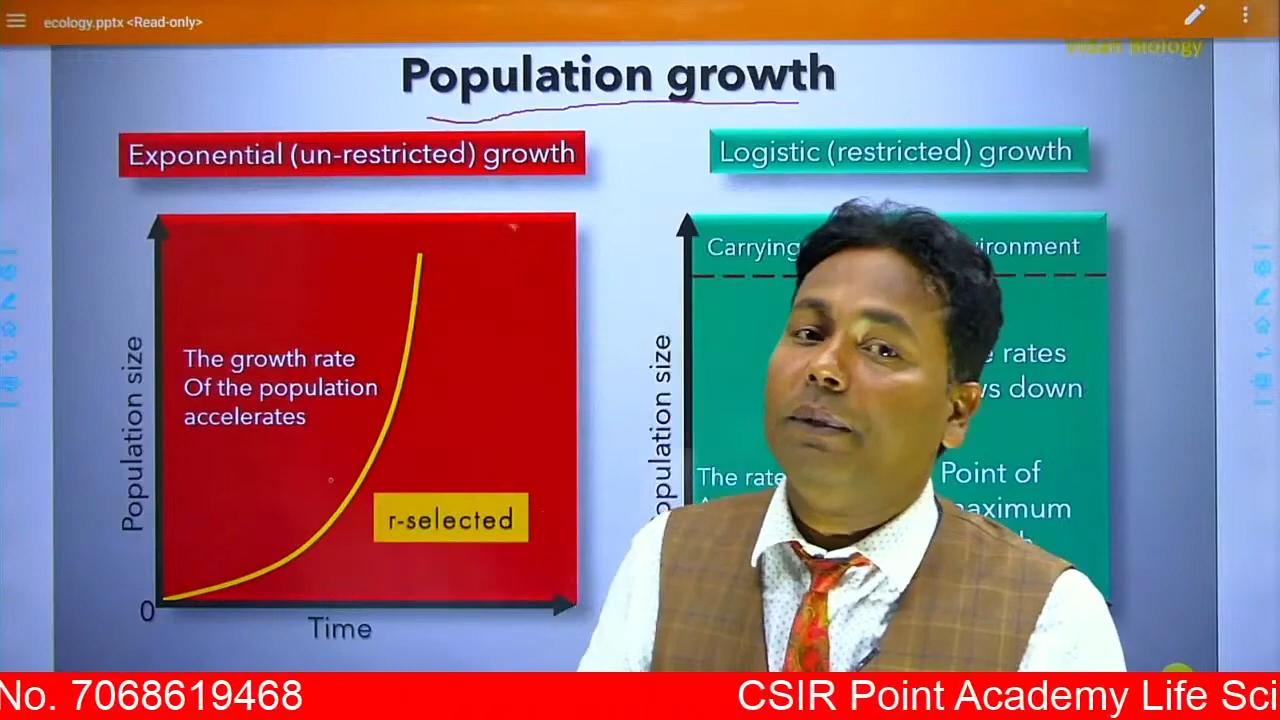 ecology.pptx <Read-only>
Vidan Biology
Population growth
Exponential (un-restricted) growth
Logistic (restricted) growth
Population size
The growth rate
Of the population
accelerates
r-selected
0
Time
Carrying
ironment
opulation size
rates
ws down
The rate
Point of
aximum
No. 7068619468
CSIR Point Academy Life Sci